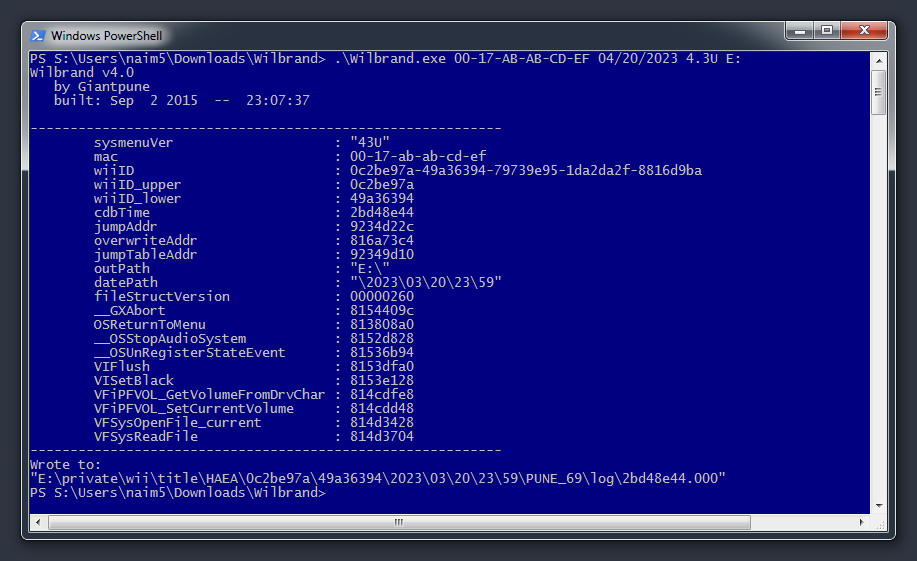 Windows PowerShell
PS S:\Users\naim5\Downloads\Wilbrand> .\Wilbrand.exe 00-17-AB-AB-CD-EF 04/20/2023 4.3U E:
Wilbrand v4.0
   by Giantpune
   built: Sep  2 2015  --  23:07:37
-----------------------------------------------------------
        sysmenuVer                    : "43U"
        mac                           : 00-17-ab-ab-cd-ef
        wiiID                         : 0c2be97a-49a36394-79739e95-1da2da2f-8816d9ba
        wiiID_upper                   : 0c2be97a
        wiiID_lower                   : 49a36394
        cdbTime                       : 2bd48e44
        jumpAddr                      : 9234d22c
        overwriteAddr                 : 816a73c4
        jumpTableAddr                 : 92349d10
        outPath                       : "E:\"
        datePath                      : "\2023\03\20\23\59"
        fileStructVersion             : 00000260
        __GXAbort                     : 8154409c
        OSReturnToMenu                : 813808a0
        __OSStopAudioSystem           : 8152d828
        __OSUnRegisterStateEvent      : 81536b94
        VIFlush                       : 8153dfa0
        VISetBlack                    : 8153e128
        VFiPFVOL_GetVolumeFromDrvChar : 814cdfe8
        VFiPFVOL_SetCurrentVolume     : 814cdd48
        VFSysOpenFile_current         : 814d3428
        VFSysReadFile                 : 814d3704
-----------------------------------------------------------
Wrote to:
"E:\private\wii\title\HAEA\0c2be97a\49a36394\2023\03\20\23\59\PUNE_69\log\2bd48e44.000"
PS S:\Users\naim5\Downloads\Wilbrand>